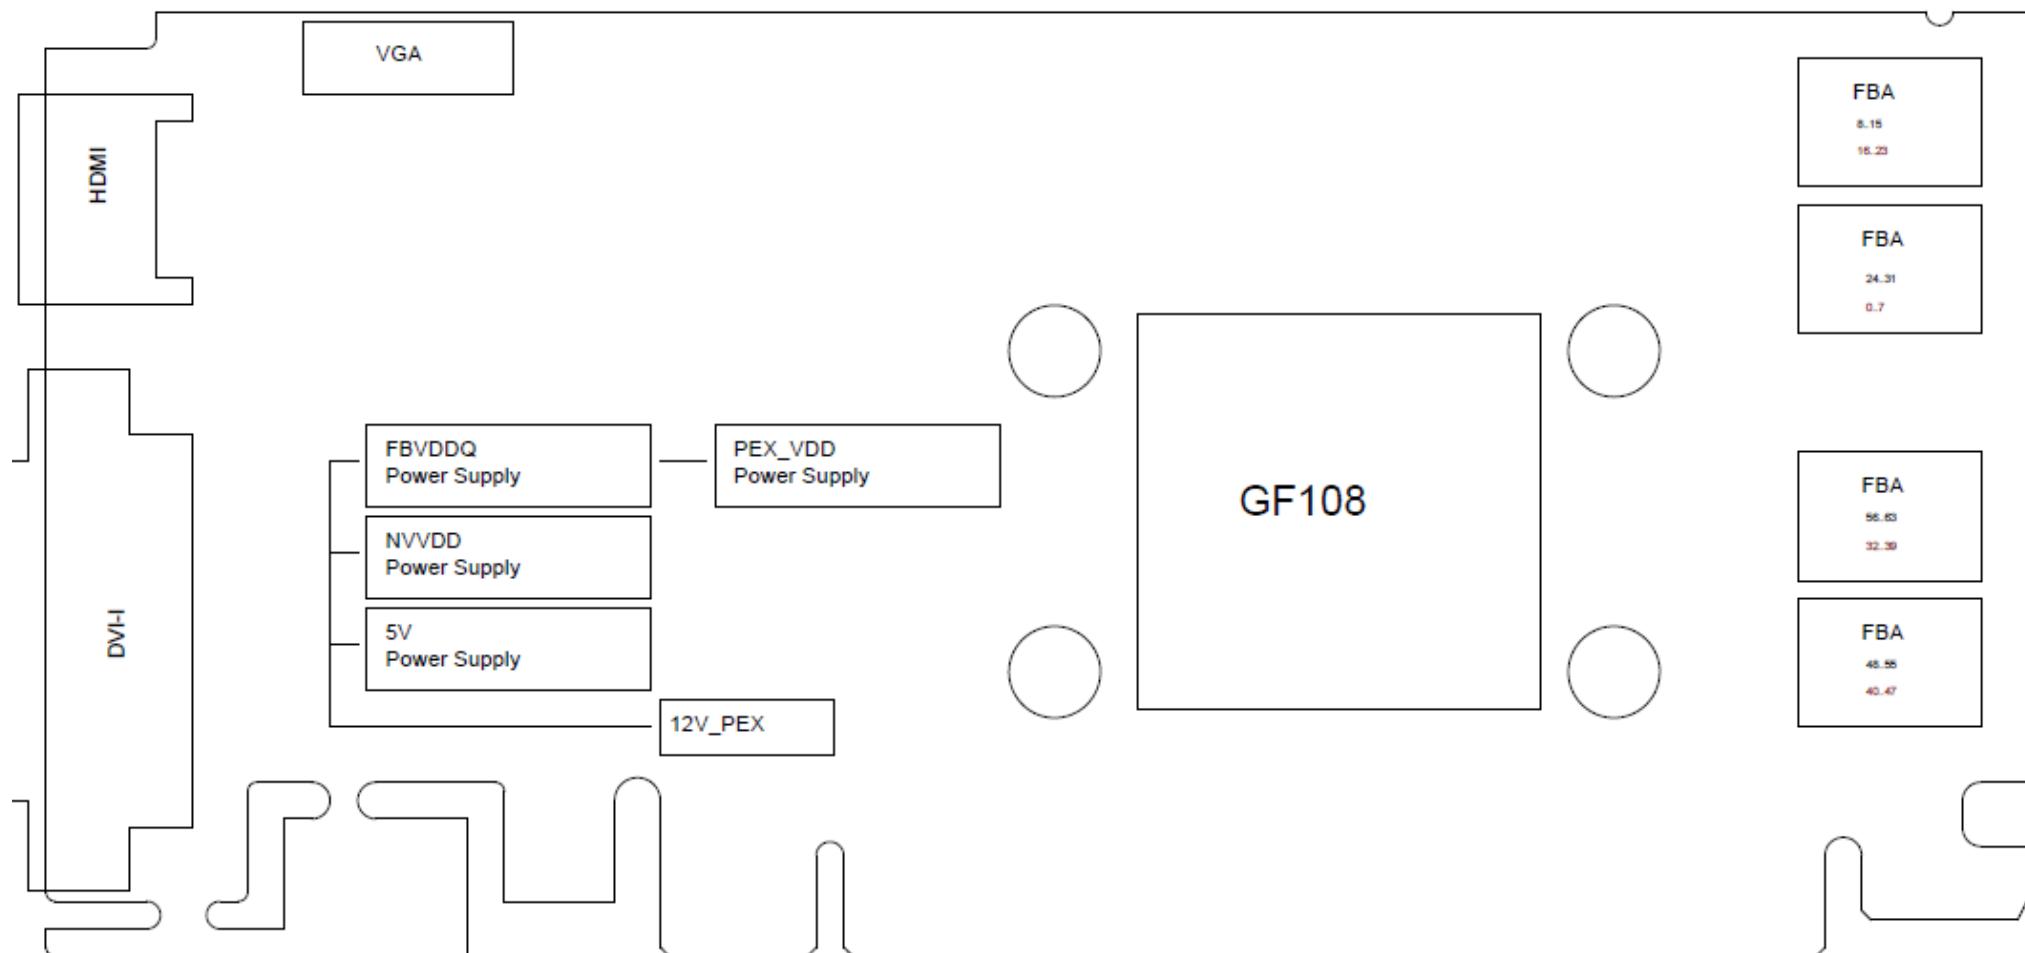 VGA
HDMI
DVI-I
FBVDDQ
Power Supply
PEX_VDD
Power Supply
NVVDD
Power Supply
5V
Power Supply
12V_PEX
GF108
FBA
8..15
16..23
FBA
24..31
0..7
FBA
56..63
32..39
FBA
48..55
40..47